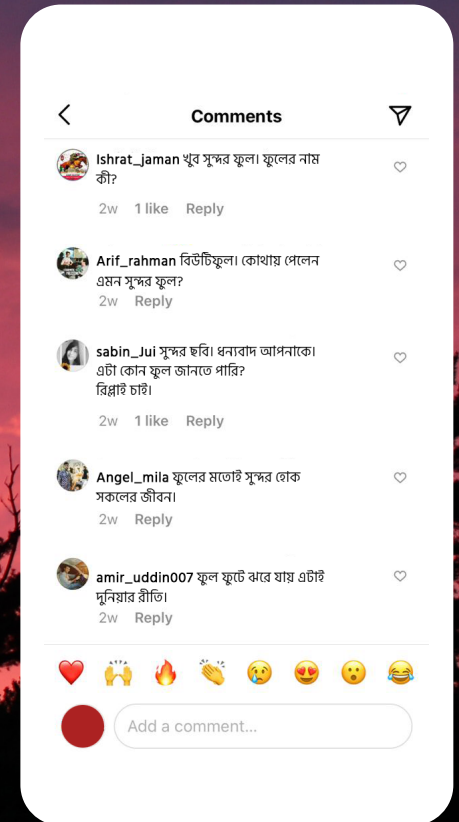 Comments
Ishrat_jaman খুব সুন্দর ফুল। ফুলের নাম
কী?
2w 1 like Reply
Arif_rahman বিউটিফুল। কোথায় পেলেন
এমন সুন্দর ফুল?
2w Reply
sabin_Jui সুন্দর ছবি। ধন্যবাদ আপনাকে।
এটা কোন ফুল জানতে পারি?
রিপ্লাই চাই।
2w 1 like Reply
Angel_mila ফুলের মতোই সুন্দর হোক
সকলের জীবন।
2w Reply
amir_uddin007 ফুল ফুটে ঝরে যায় এটাই
দুনিয়ার রীতি।
2w Reply
Add a comment...